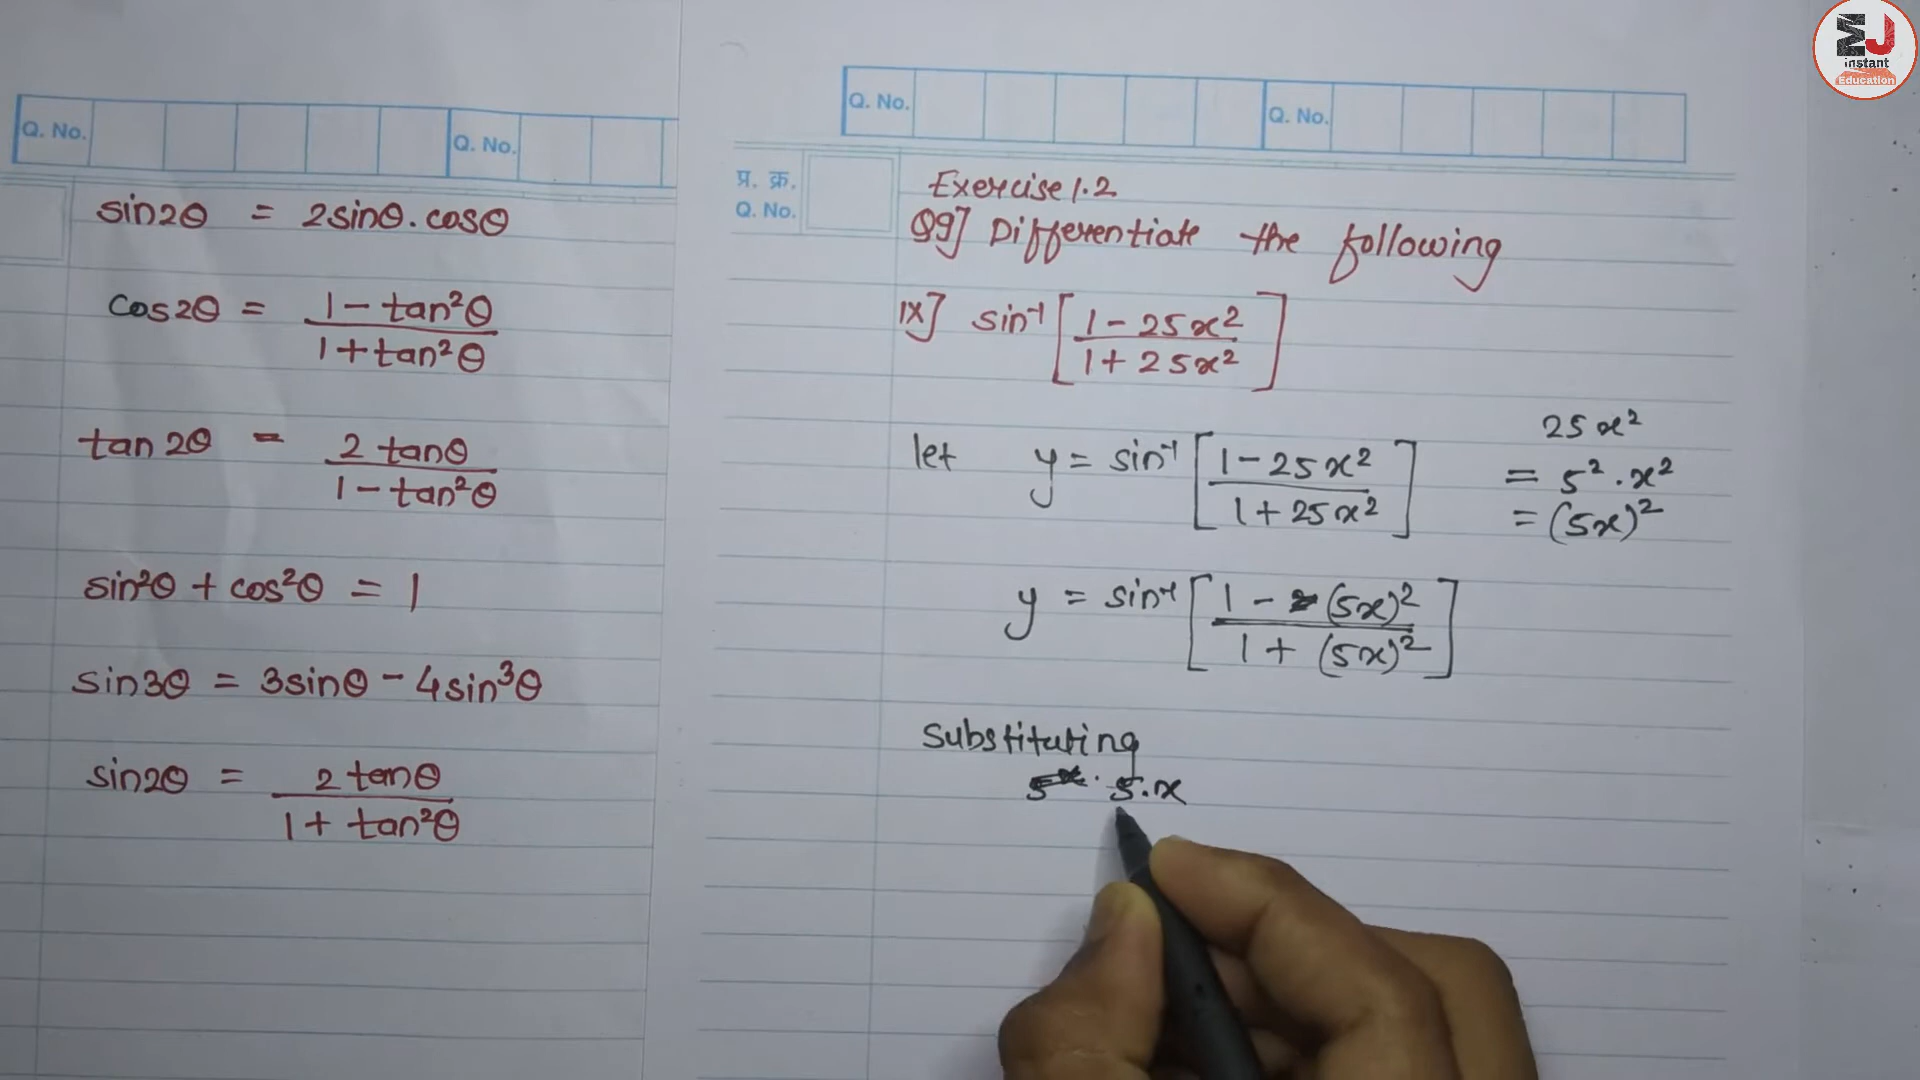 Q. No.
Q. No.
sin2θ = 2sinθ.cosθ
cos2θ = 1 - tan²θ
1 + tan²θ
tan2θ = 2 tanθ
1 - tan²θ
sin²θ + cos²θ = 1
sin3θ = 3sinθ - 4sin³θ
sin2θ = 2 tanθ
1 + tan²θ
Q. No.
Q. No.
प्र. क्र.
Q. No.
Exercise 1.2
Q9] Differentiate the following
IX] sin⁻¹ [ 1 - 25x²
1 + 25x² ]
let y = sin⁻¹ [ 1 - 25x²
1 + 25x² ]
25x²
= 5² . x²
= (5x)²
y = sin⁻¹ [ 1 - (5x)²
1 + (5x)² ]
Substituting
5.x
MJ
instant
Education